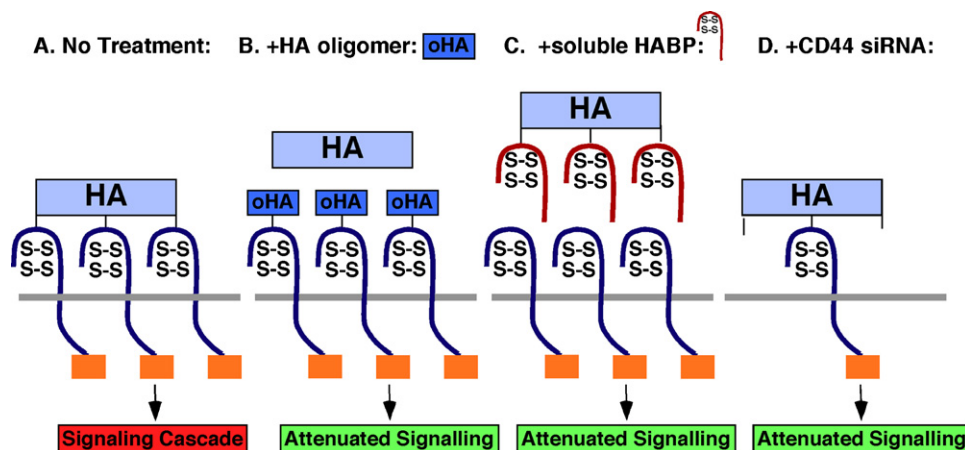 A. No Treatment: B. +HA oligomer: oHA C. +soluble HABP: S-S D. +CD44 siRNA:
S-S
HA
HA
S-S S-S S-S
S-S S-S S-S
HA HA
oHA oHA oHA
S-S S-S S-S S-S S-S S-S S-S S-S S-S S-S
S-S S-S S-S S-S S-S S-S S-S S-S S-S S-S
Signaling Cascade Attenuated Signalling Attenuated Signalling Attenuated Signalling